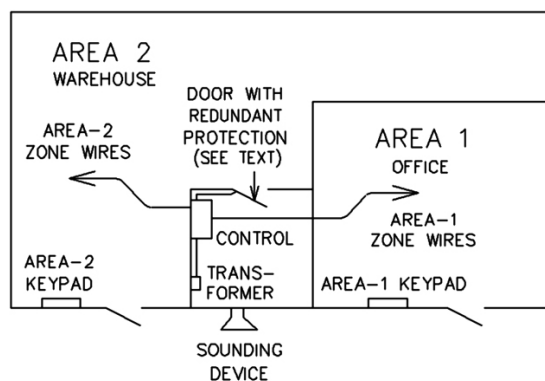 AREA 2
WAREHOUSE
DOOR WITH
REDUNDANT
PROTECTION
(SEE TEXT)
AREA-2
ZONE WIRES
AREA 1
OFFICE
AREA-1
ZONE WIRES
CONTROL
AREA-2
KEYPAD
TRANS-
FORMER
AREA-1 KEYPAD
SOUNDING
DEVICE